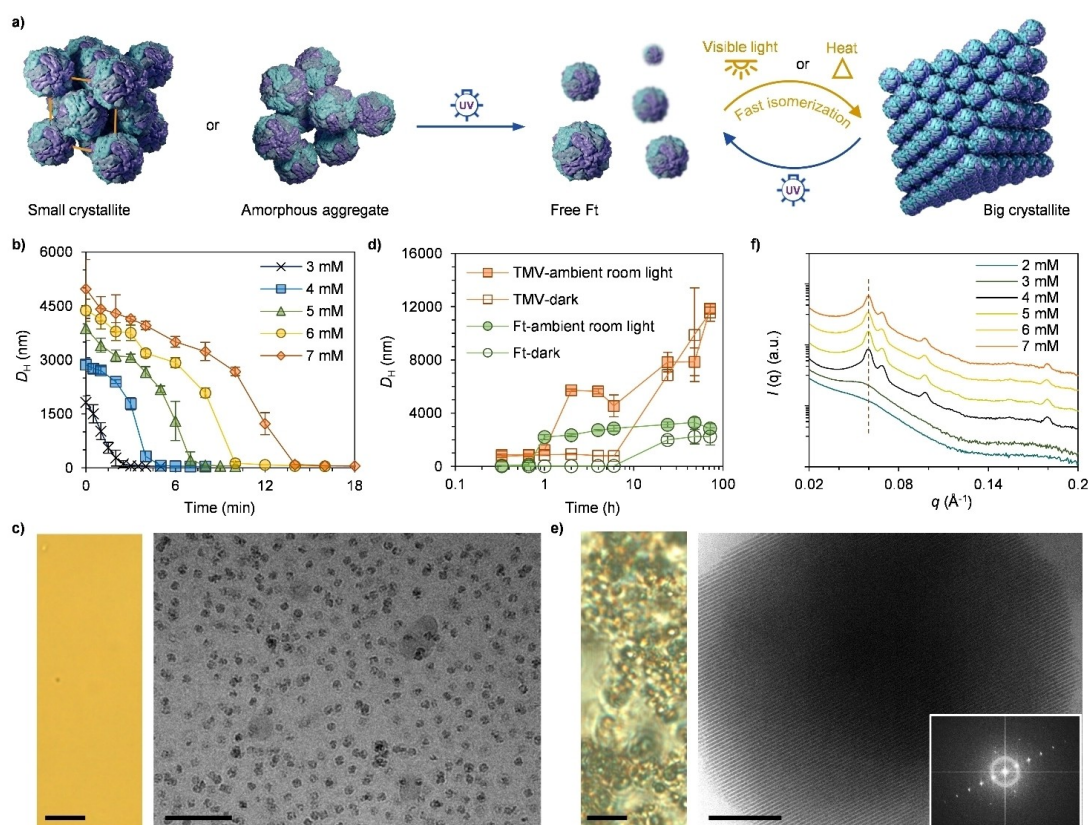 a)
Visible light
or
Heat
UV
or
Fast isomerization
UV
Small crystallite
Amorphous aggregate
Free Ft
Big crystallite
b)
6000
4500
3000
1500
0
D_H (nm)
3 mM
4 mM
5 mM
6 mM
7 mM
0
6
12
18
Time (min)
d)
16000
12000
8000
4000
0
D_H (nm)
TMV-ambient room light
TMV-dark
Ft-ambient room light
Ft-dark
0.1
1
10
100
Time (h)
f)
I (q) (a.u.)
2 mM
3 mM
4 mM
5 mM
6 mM
7 mM
0.02
0.08
0.14
0.2
q (Å⁻¹)
c)
e)